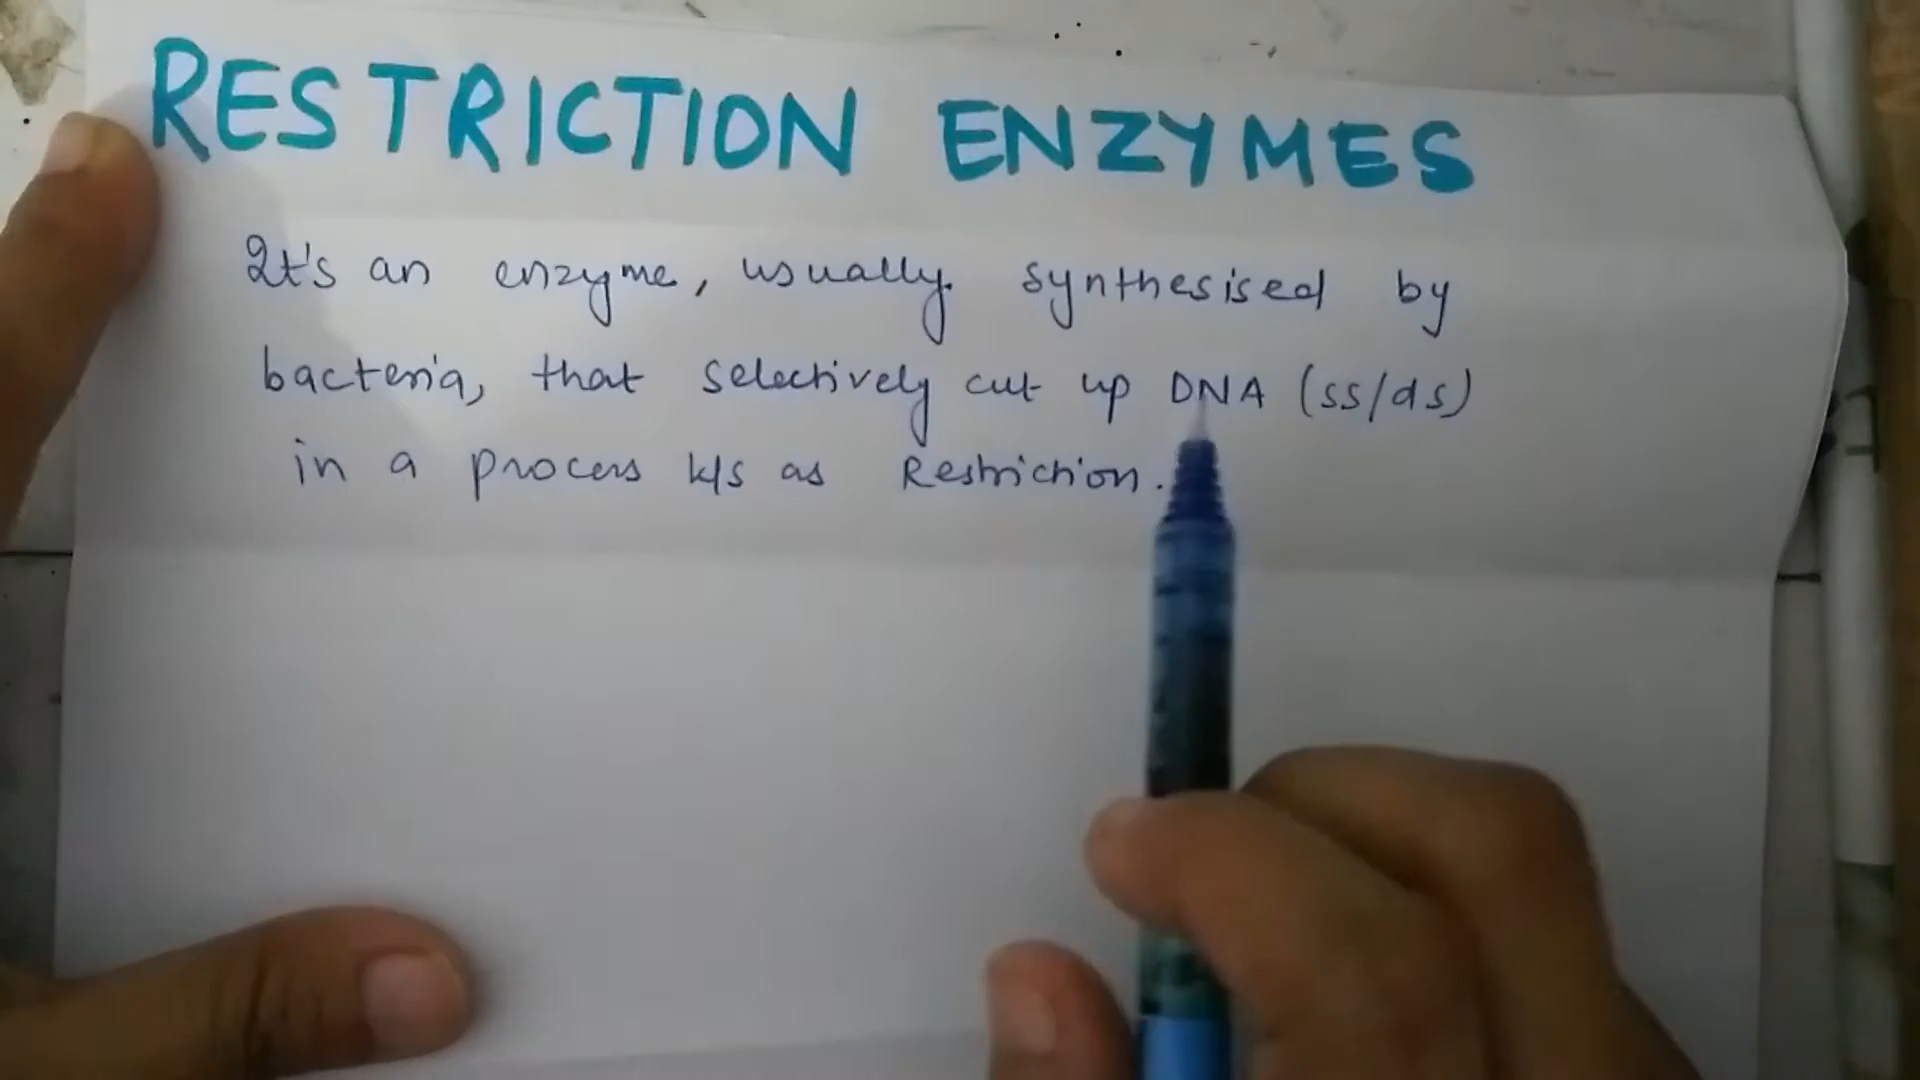 RESTRICTION ENZYMES
It's an enzyme, usually synthesised by
bacteria, that selectively cut up DNA (ss/ds)
in a process k/s as Restriction.